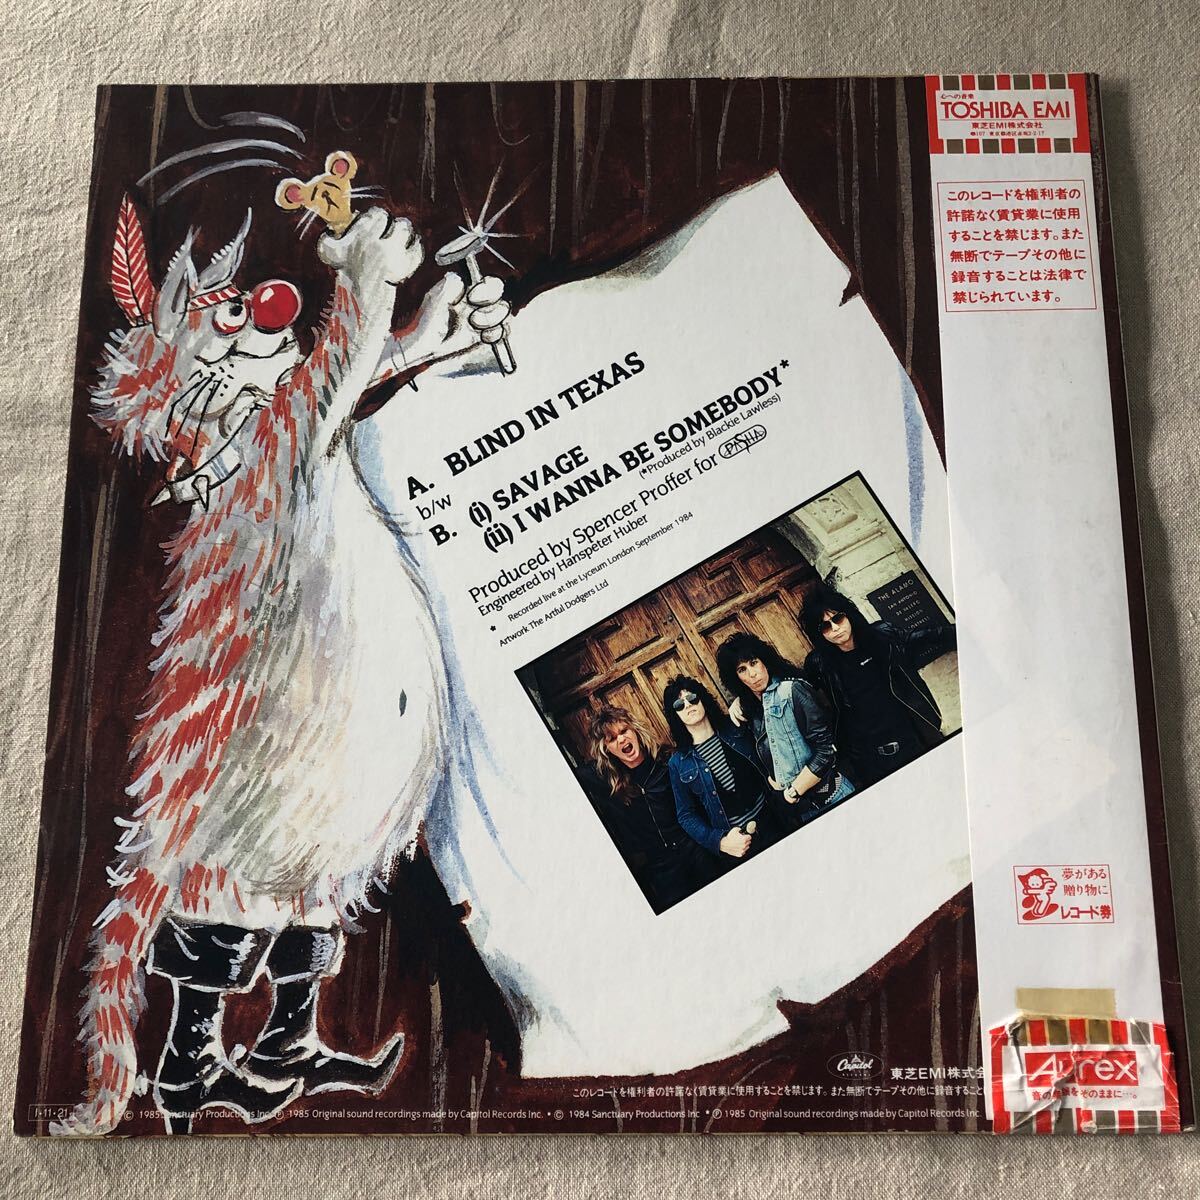 心への音楽
TOSHIBA EMI
東芝EMI株式会社
このレコードを権利者の
許諾なく賃貸業に使用
することを禁じます。また
無断でテープその他に
録音することは法律で
禁じられています。
A. BLIND IN TEXAS
b/w
B. (i) SAVAGE
(ii) I WANNA BE SOMEBODY*
(*Produced by Blackie Lawless)
Produced by Spencer Proffer for PASHA
Engineered by Hanspeter Huber
* Recorded live at the Lyceum London September 1984
Artwork The Artful Dodgers Ltd
THE ALAMO
SAN ANTONIO
DE VALERO
MISSION
FORTRESS
夢がある
贈り物に
レコード券
Aurex
音の感動をそのままに…。
Capitol
東芝EMI株式会
このレコードを権利者の許諾なく賃貸業に使用することを禁じます。また無断でテープその他に録音すること
J-11・21
© 1985 Sanctuary Productions Inc ℗ 1985 Original sound recordings made by Capitol Records Inc. * © 1984 Sanctuary Productions Inc * ℗ 1985 Original sound recordings made by Capitol Records Inc.